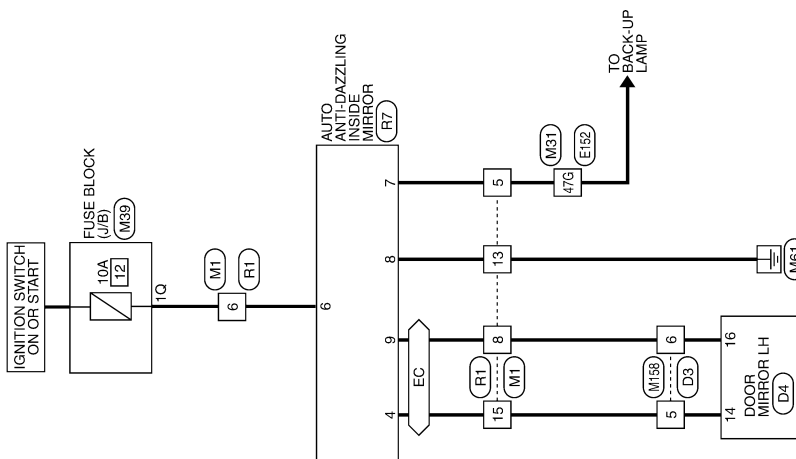 IGNITION SWITCH
ON OR START
FUSE BLOCK
(J/B)
M39
10A
12
1Q
M1
6
R1
6
AUTO
ANTI-DAZZLING
INSIDE
MIRROR
R7
4
9
8
7
EC
R1
M1
15
8
13
5
M31
47G
E152
TO
BACK-UP
LAMP
M158
D3
5
6
M61
14
16
DOOR
MIRROR LH
D4